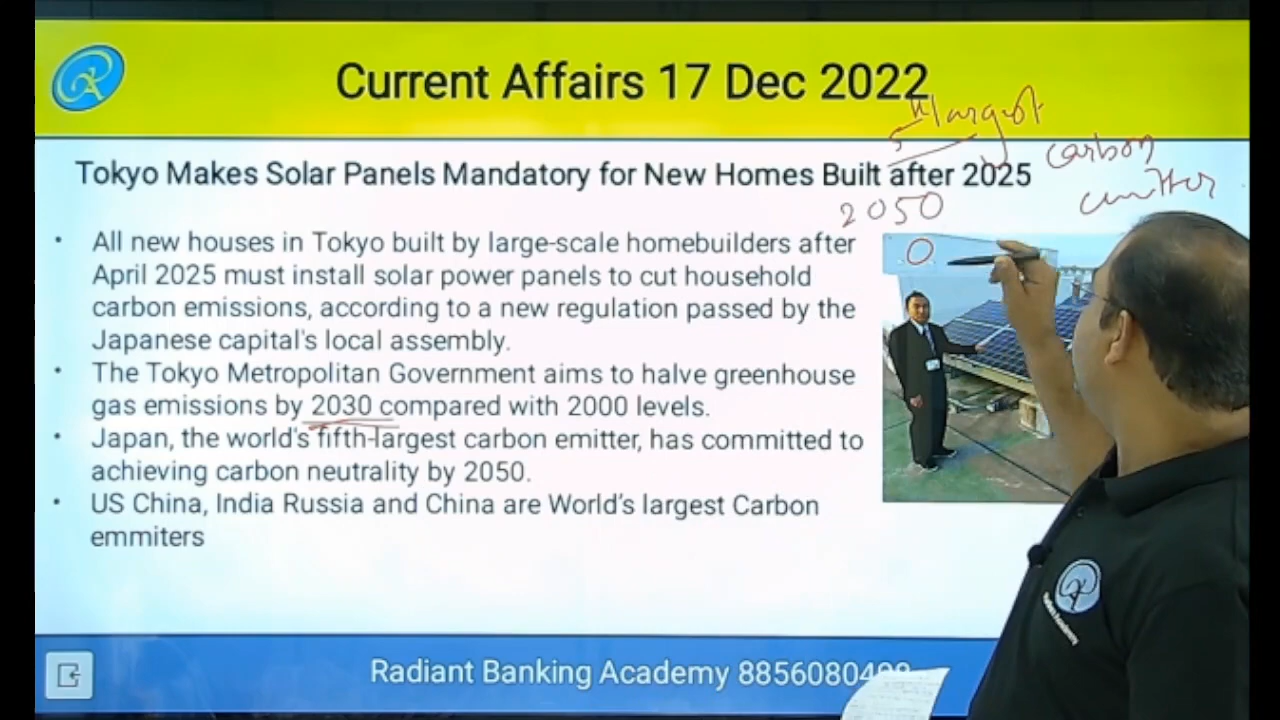 Current Affairs 17 Dec 2022
5th largest
carbon
emitter
Tokyo Makes Solar Panels Mandatory for New Homes Built after 2025
2050
0
All new houses in Tokyo built by large-scale homebuilders after
April 2025 must install solar power panels to cut household
carbon emissions, according to a new regulation passed by the
Japanese capital's local assembly.
The Tokyo Metropolitan Government aims to halve greenhouse
gas emissions by 2030 compared with 2000 levels.
Japan, the world's fifth-largest carbon emitter, has committed to
achieving carbon neutrality by 2050.
US China, India Russia and China are World's largest Carbon
emmiters
Radiant Banking Academy 8856080